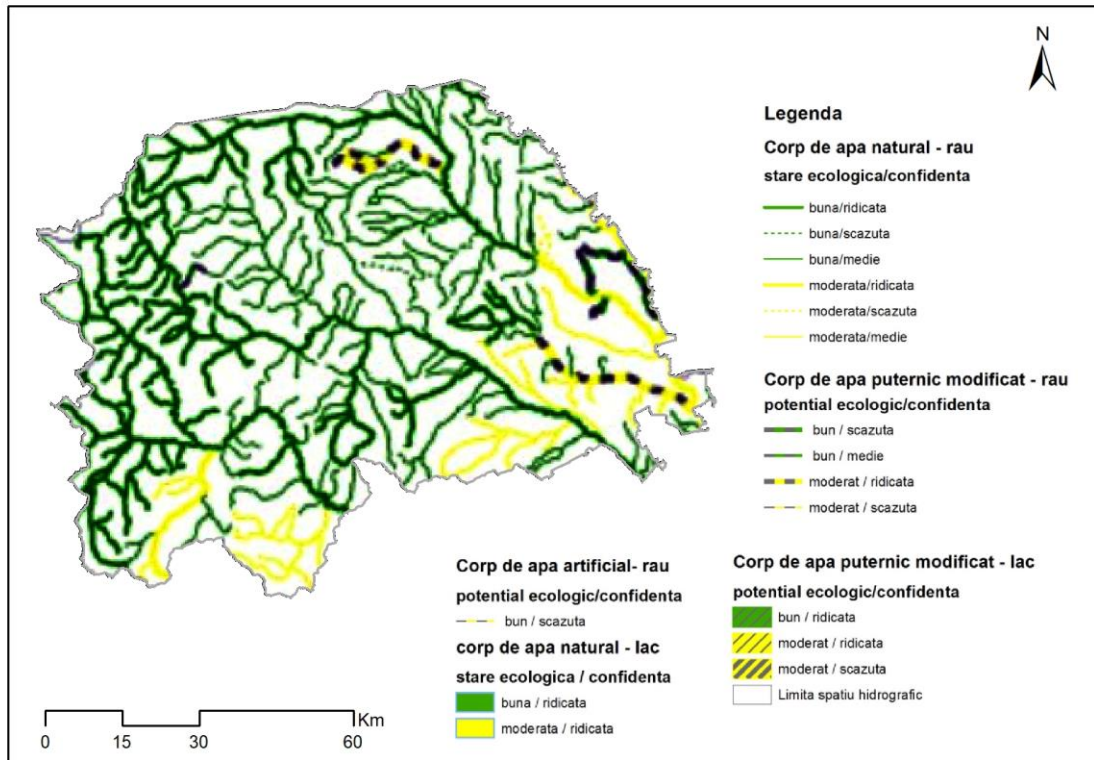 N
Legenda
Corp de apa natural - rau
stare ecologica/confidenta
buna/ridicata
buna/scazuta
buna/medie
moderata/ridicata
moderata/scazuta
moderata/medie
Corp de apa puternic modificat - rau
potential ecologic/confidenta
bun / scazuta
bun / medie
moderat / ridicata
moderat / scazuta
Corp de apa artificial- rau
potential ecologic/confidenta
bun / scazuta
corp de apa natural - lac
stare ecologica / confidenta
buna / ridicata
moderata / ridicata
Corp de apa puternic modificat - lac
potential ecologic/confidenta
bun / ridicata
moderat / ridicata
moderat / scazuta
Limita spatiu hidrografic
Km
0 15 30 60